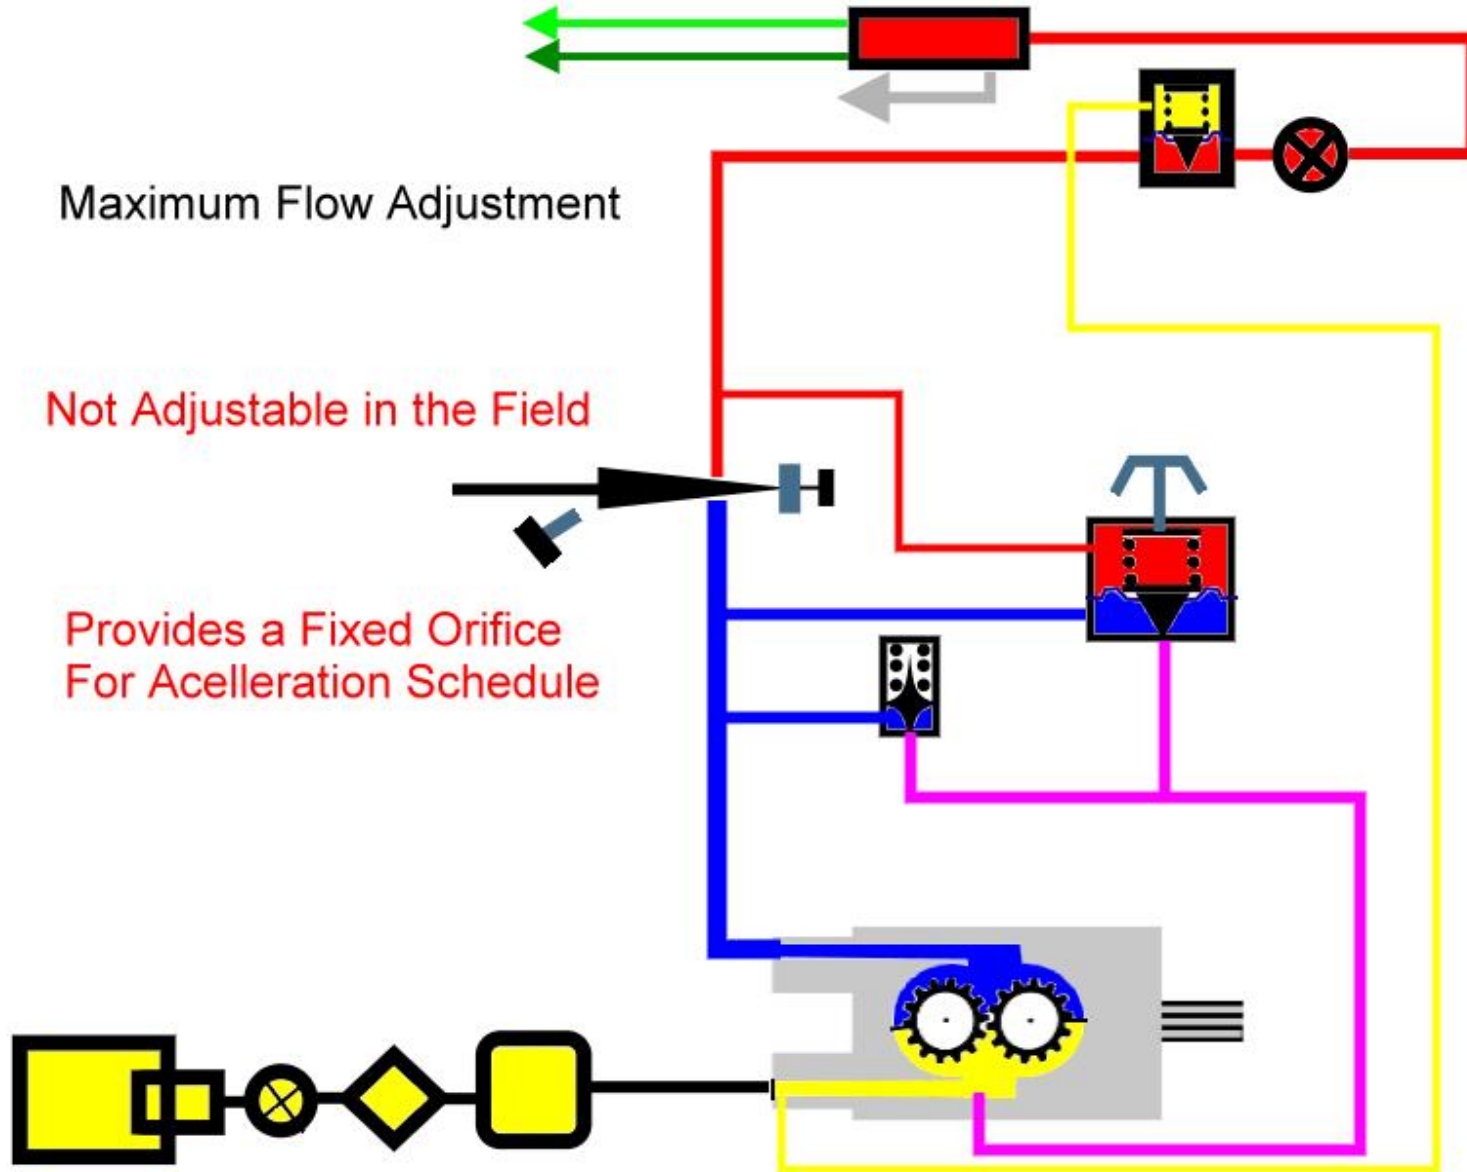 Maximum Flow Adjustment
Not Adjustable in the Field
Provides a Fixed Orifice
For Acelleration Schedule